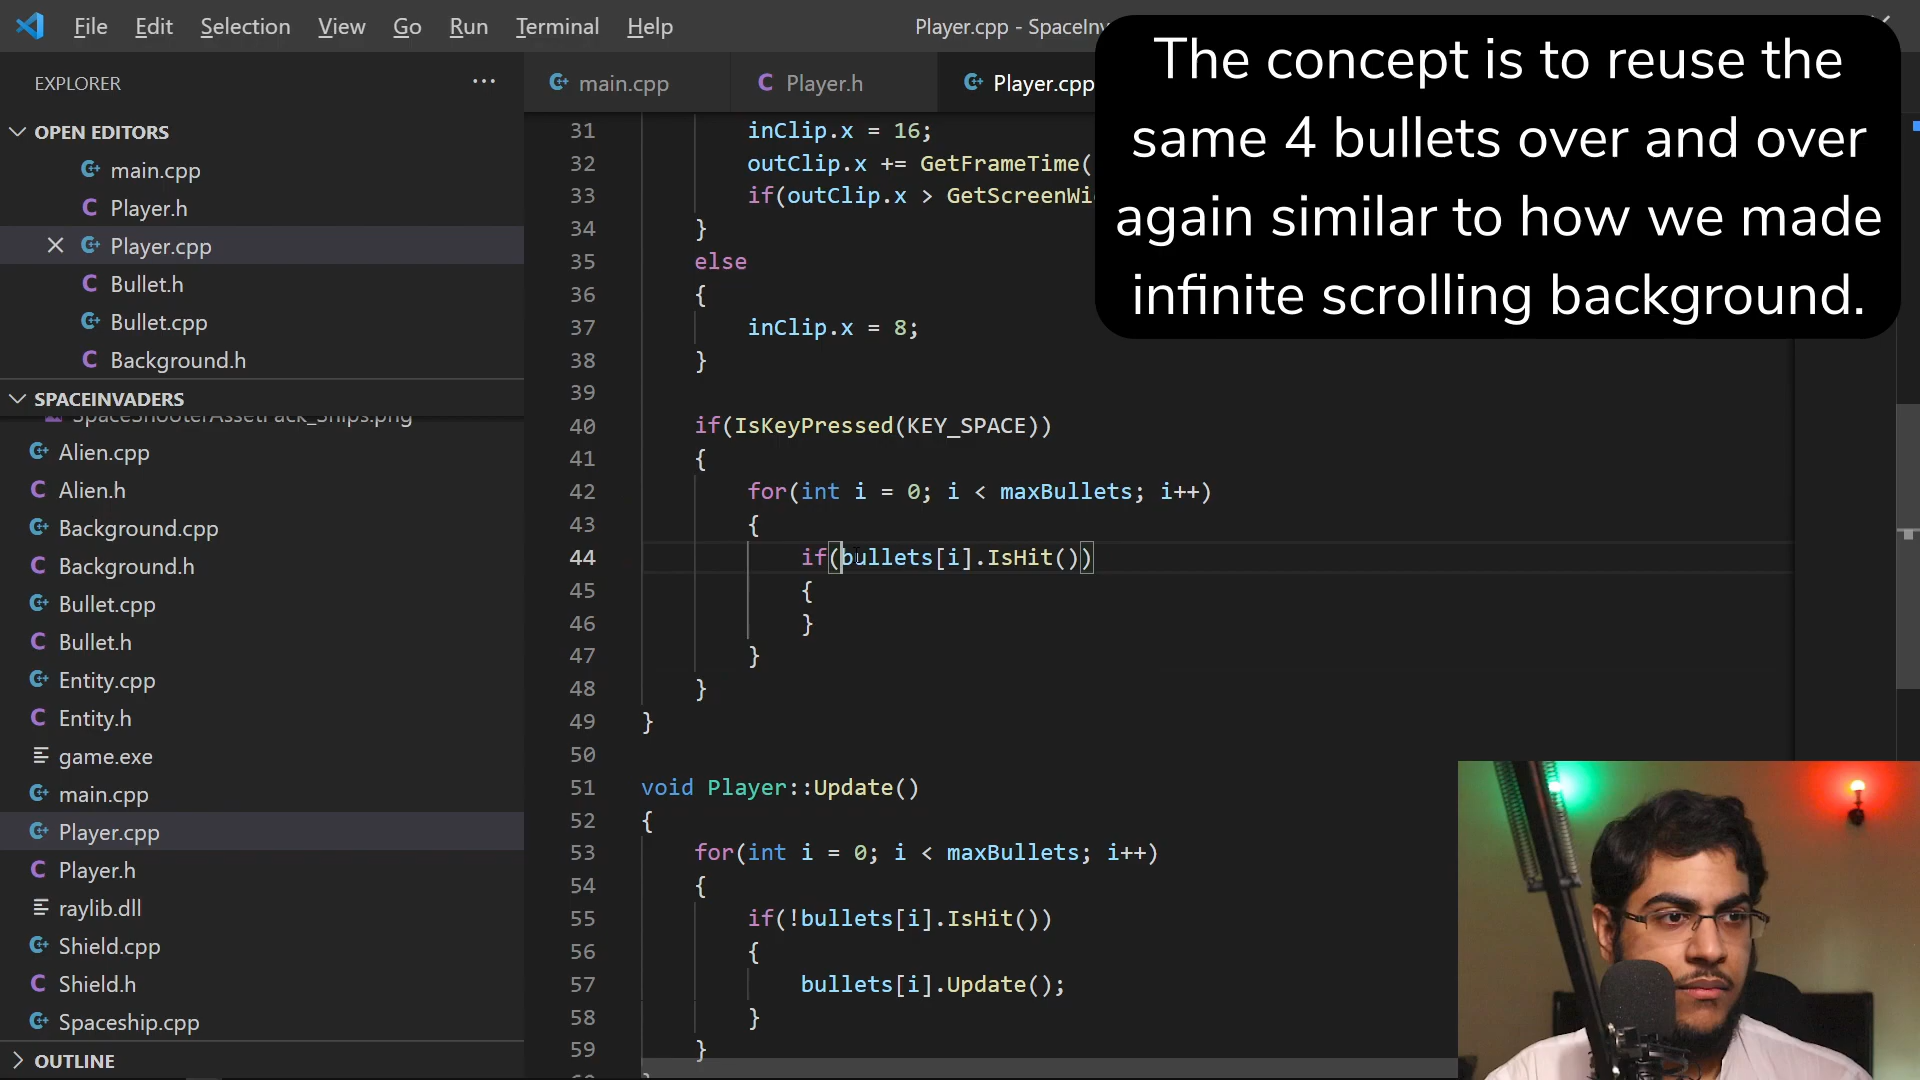 File Edit Selection View Go Run Terminal Help
Player.cpp - SpaceInv
The concept is to reuse the
same 4 bullets over and over
again similar to how we made
infinite scrolling background.
EXPLORER
OPEN EDITORS
main.cpp
Player.h
Player.cpp
Bullet.h
Bullet.cpp
Background.h
SPACEINVADERS
SpaceShooterAssetPack_Ships.png
Alien.cpp
Alien.h
Background.cpp
Background.h
Bullet.cpp
Bullet.h
Entity.cpp
Entity.h
game.exe
main.cpp
Player.cpp
Player.h
raylib.dll
Shield.cpp
Shield.h
Spaceship.cpp
OUTLINE
main.cpp Player.h Player.cpp
31 inClip.x = 16;
32 outClip.x += GetFrameTime(
33 if(outClip.x > GetScreenWi
34 }
35 else
36 {
37 inClip.x = 8;
38 }
39
40 if(IsKeyPressed(KEY_SPACE))
41 {
42 for(int i = 0; i < maxBullets; i++)
43 {
44 if(bullets[i].IsHit())
45 {
46 }
47 }
48 }
49 }
50
51 void Player::Update()
52 {
53 for(int i = 0; i < maxBullets; i++)
54 {
55 if(!bullets[i].IsHit())
56 {
57 bullets[i].Update();
58 }
59 }